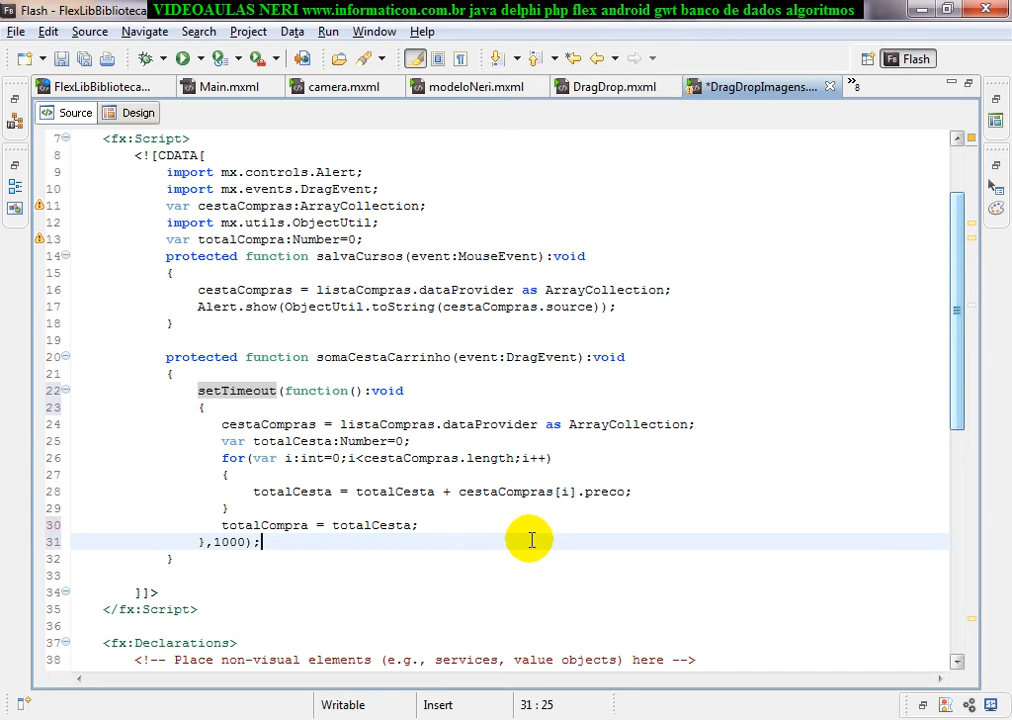 Flash - FlexLibBiblioteca
VIDEOAULAS NERI www.informaticon.com.br java delphi php flex android gwt banco de dados algoritmos
File Edit Source Navigate Search Project Data Run Window Help
Flash
FlexLibBiblioteca... Main.mxml camera.mxml modeloNeri.mxml DragDrop.mxml *DragDropImagens.... »8
Source Design
7 <fx:Script>
8 <![CDATA[
9 import mx.controls.Alert;
10 import mx.events.DragEvent;
11 var cestaCompras:ArrayCollection;
12 import mx.utils.ObjectUtil;
13 var totalCompra:Number=0;
14 protected function salvaCursos(event:MouseEvent):void
15 {
16 cestaCompras = listaCompras.dataProvider as ArrayCollection;
17 Alert.show(ObjectUtil.toString(cestaCompras.source));
18 }
19
20 protected function somaCestaCarrinho(event:DragEvent):void
21 {
22 setTimeout(function():void
23 {
24 cestaCompras = listaCompras.dataProvider as ArrayCollection;
25 var totalCesta:Number=0;
26 for(var i:int=0;i<cestaCompras.length;i++)
27 {
28 totalCesta = totalCesta + cestaCompras[i].preco;
29 }
30 totalCompra = totalCesta;
31 },1000);
32 }
33
34 ]]>
35 </fx:Script>
36
37 <fx:Declarations>
38 <!-- Place non-visual elements (e.g., services, value objects) here -->
Writable Insert 31 : 25